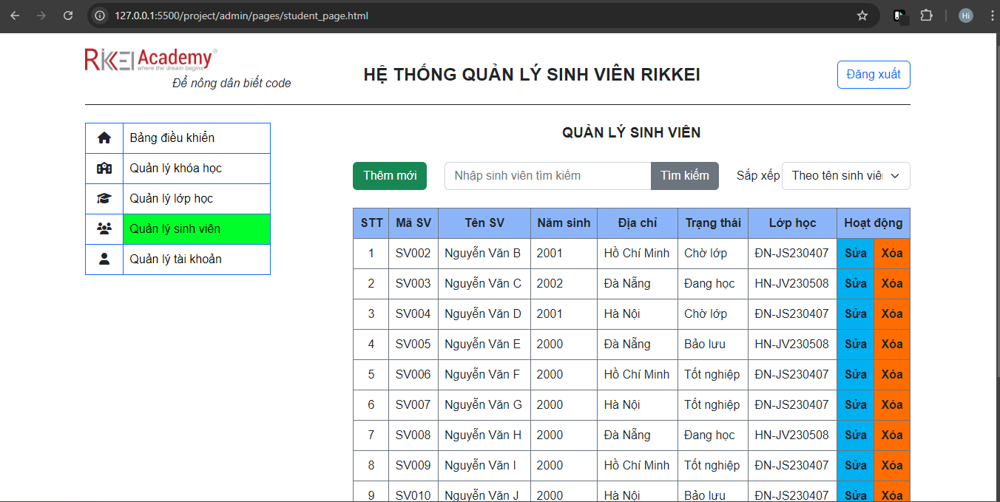 127.0.0.1:5500/project/admin/pages/student_page.html
Hi
RIKKEI Academy®
where the dream begins
Để nông dân biết code
HỆ THỐNG QUẢN LÝ SINH VIÊN RIKKEI
Đăng xuất
Bảng điều khiển
Quản lý khóa học
Quản lý lớp học
Quản lý sinh viên
Quản lý tài khoản
QUẢN LÝ SINH VIÊN
Thêm mới Nhập sinh viên tìm kiếm Tìm kiếm Sắp xếp Theo tên sinh viê
STT Mã SV Tên SV Năm sinh Địa chỉ Trạng thái Lớp học Hoạt động
1 SV002 Nguyễn Văn B 2001 Hồ Chí Minh Chờ lớp ĐN-JS230407 Sửa Xóa
2 SV003 Nguyễn Văn C 2002 Đà Nẵng Đang học HN-JV230508 Sửa Xóa
3 SV004 Nguyễn Văn D 2001 Hà Nội Chờ lớp ĐN-JS230407 Sửa Xóa
4 SV005 Nguyễn Văn E 2000 Đà Nẵng Bảo lưu HN-JV230508 Sửa Xóa
5 SV006 Nguyễn Văn F 2000 Hồ Chí Minh Tốt nghiệp ĐN-JS230407 Sửa Xóa
6 SV007 Nguyễn Văn G 2000 Hà Nội Tốt nghiệp ĐN-JS230407 Sửa Xóa
7 SV008 Nguyễn Văn H 2000 Đà Nẵng Đang học HN-JV230508 Sửa Xóa
8 SV009 Nguyễn Văn I 2000 Hồ Chí Minh Tốt nghiệp ĐN-JS230407 Sửa Xóa
9 SV010 Nguyễn Văn J 2000 Hà Nội Bảo lưu ĐN-JS230407 Sửa Xóa